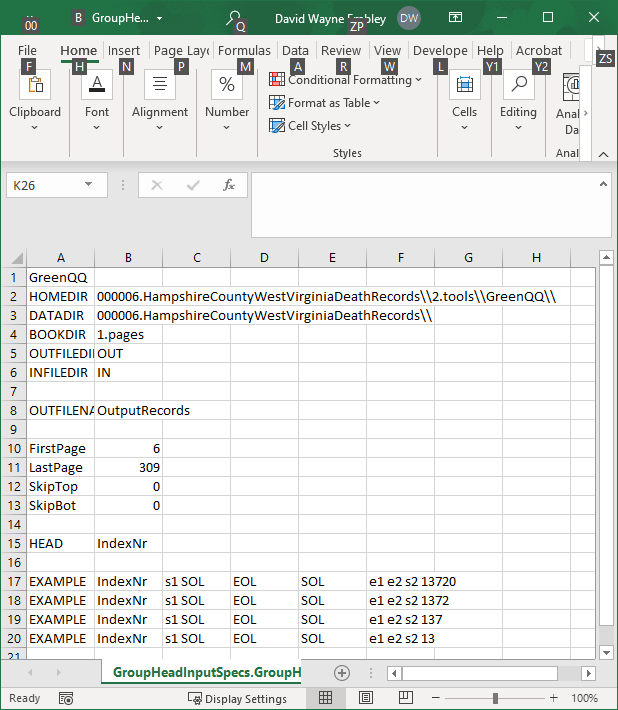 GroupHe...
David Wayne Embley DW
00 B Q ZP
File Home Insert Page Layo Formulas Data Review View Develope Help Acrobat
F H N P M A R W L Y1 Y2 ZS
Clipboard Font Alignment Number Conditional Formatting Cells Editing Anal
Format as Table Da
Cell Styles
Styles Anal
K26 fx
A B C D E F G H
1 GreenQQ
2 HOMEDIR 000006.HampshireCountyWestVirginiaDeathRecords\\2.tools\\GreenQQ\\
3 DATADIR 000006.HampshireCountyWestVirginiaDeathRecords\\
4 BOOKDIR 1.pages
5 OUTFILEDI OUT
6 INFILEDIR IN
7
8 OUTFILENA OutputRecords
9
10 FirstPage 6
11 LastPage 309
12 SkipTop 0
13 SkipBot 0
14
15 HEAD IndexNr
16
17 EXAMPLE IndexNr s1 SOL EOL SOL e1 e2 s2 13720
18 EXAMPLE IndexNr s1 SOL EOL SOL e1 e2 s2 1372
19 EXAMPLE IndexNr s1 SOL EOL SOL e1 e2 s2 137
20 EXAMPLE IndexNr s1 SOL EOL SOL e1 e2 s2 13
21
GroupHeadInputSpecs.GroupH
Ready Display Settings 100%